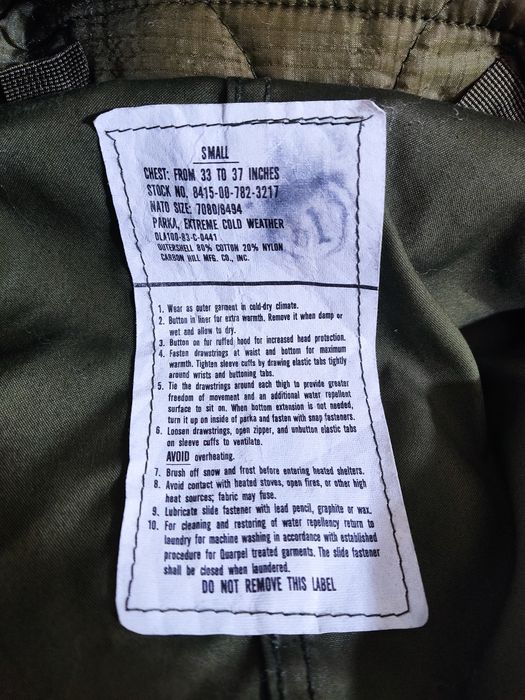 SMALL
CHEST: FROM 33 TO 37 INCHES
STOCK NO. 8415-00-782-3217
NATO SIZE: 7080/8494
PARKA, EXTREME COLD WEATHER
DLA100-83-C-0441
OUTERSHELL 80% COTTON 20% NYLON
CARBON HILL MFG. CO., INC.
1. Wear as outer garment in cold-dry climate.
2. Button in liner for extra warmth. Remove it when damp or
wet and allow to dry.
3. Button on fur ruffed hood for increased head protection.
4. Fasten drawstrings at waist and bottom for maximum
warmth. Tighten sleeve cuffs by drawing elastic tabs tightly
around wrists and buttoning tabs.
5. Tie the drawstrings around each thigh to provide greater
freedom of movement and an additional water repellent
surface to sit on. When bottom extension is not needed,
turn it up on inside of parka and fasten with snap fasteners.
6. Loosen drawstrings, open zipper, and unbutton elastic tabs
on sleeve cuffs to ventilate.
AVOID overheating.
7. Brush off snow and frost before entering heated shelters.
8. Avoid contact with heated stoves, open fires, or other high
heat sources; fabric may fuse.
9. Lubricate slide fastener with lead pencil, graphite or wax.
10. For cleaning and restoring of water repellency return to
laundry for machine washing in accordance with established
procedure for Quarpel treated garments. The slide fastener
shall be closed when laundered.
DO NOT REMOVE THIS LABEL